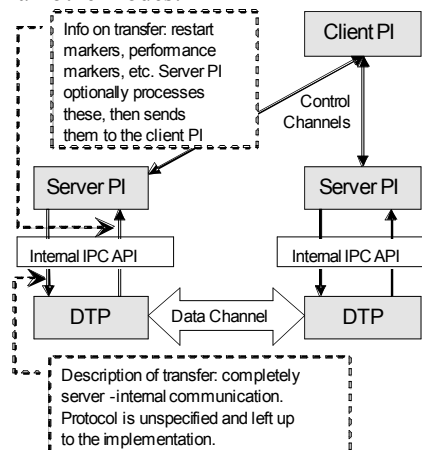 Info on transfer: restart
markers, performance
markers, etc. Server PI
optionally processes
these, then sends
them to the client PI
Client PI
Control
Channels
Server PI
Server PI
Internal IPC API
Internal IPC API
DTP
Data Channel
DTP
Description of transfer: completely
server -internal communication.
Protocol is unspecified and left up
to the implementation.